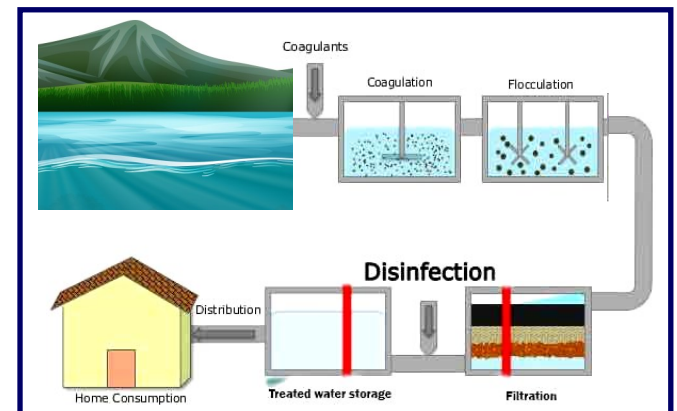 Coagulants
Coagulation
Flocculation
Disinfection
Distribution
Home Consumption
Treated water storage
Filtration